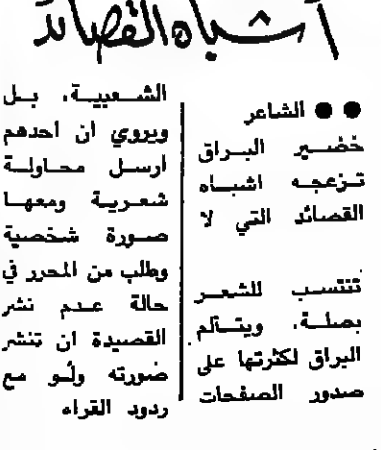 أشباه القصائد
●● الشاعر
خضير البراق
تزعجه اشباه
القصائد التي لا
تنتسب للشعر
بصلة، ويتألم
البراق لكثرتها على
صدور الصفحات
الشعبية، بل
ويروي ان احدهم
ارسل محاولة
شعرية ومعها
صورة شخصية
وطلب من المحرر في
حالة عدم نشر
القصيدة ان تنشر
صورته ولو مع
ردود القراء